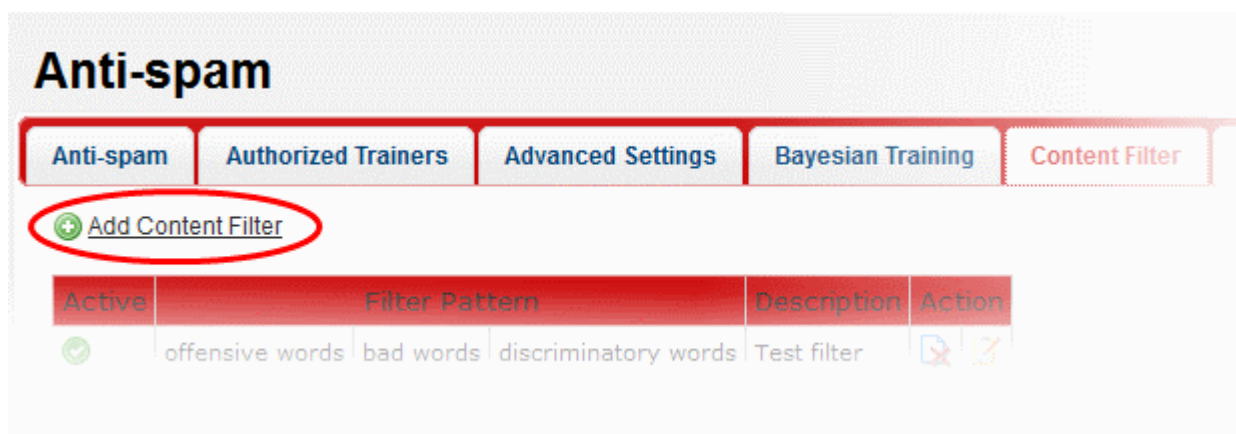 Anti-spam
Anti-spam Authorized Trainers Advanced Settings Bayesian Training Content Filter
Add Content Filter
Active Filter Pattern Description Action
offensive words bad words discriminatory words Test filter